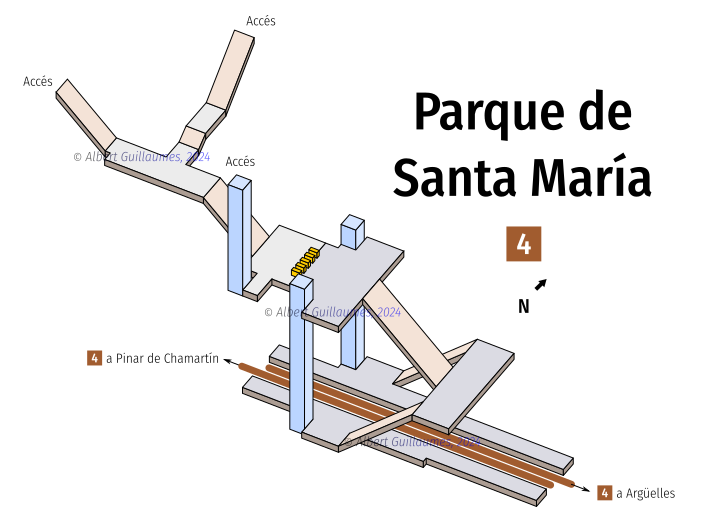 Accés
Accés
Parque de
Santa María
© Albert Guillaumes, 2024
Accés
4
N
© Albert Guillaumes, 2024
4 a Pinar de Chamartín
© Albert Guillaumes, 2024
4 a Argüelles